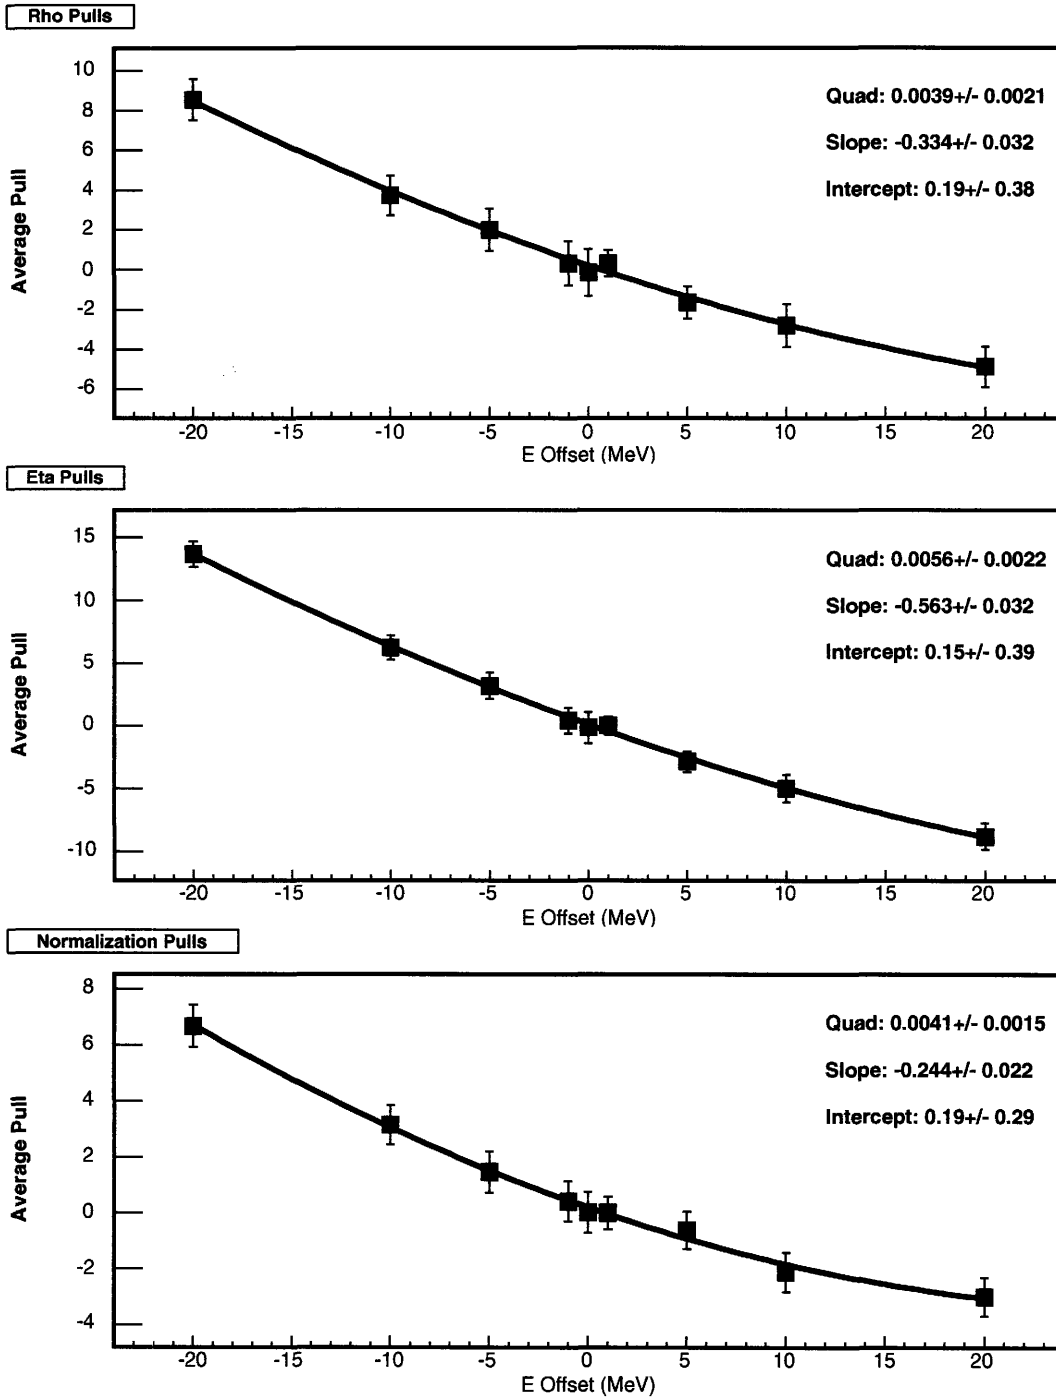 Rho Pulls
10
8
6
4
2
0
-2
-4
-6
Average Pull
Quad: 0.0039+/- 0.0021
Slope: -0.334+/- 0.032
Intercept: 0.19+/- 0.38
-20 -15 -10 -5 0 5 10 15 20
E Offset (MeV)
Eta Pulls
15
10
5
0
-5
-10
Average Pull
Quad: 0.0056+/- 0.0022
Slope: -0.563+/- 0.032
Intercept: 0.15+/- 0.39
-20 -15 -10 -5 0 5 10 15 20
E Offset (MeV)
Normalization Pulls
8
6
4
2
0
-2
-4
Average Pull
Quad: 0.0041+/- 0.0015
Slope: -0.244+/- 0.022
Intercept: 0.19+/- 0.29
-20 -15 -10 -5 0 5 10 15 20
E Offset (MeV)